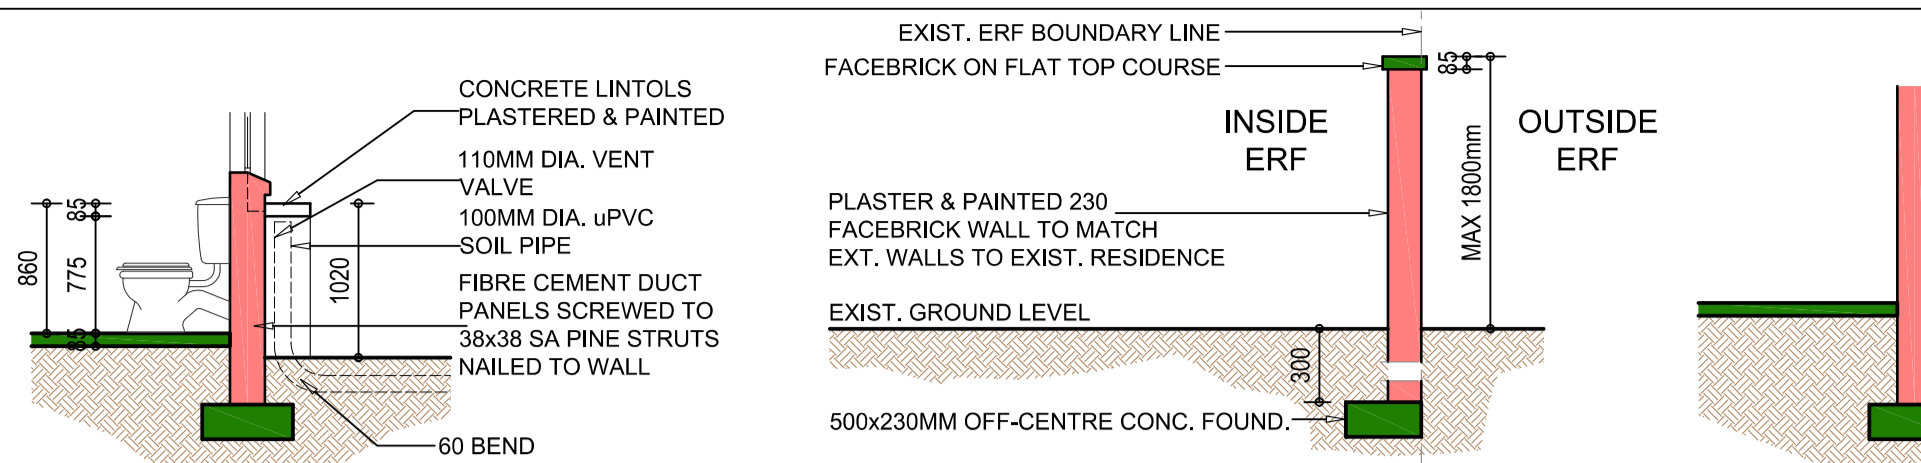 CONCRETE LINTOLS
PLASTERED & PAINTED
110MM DIA. VENT
VALVE
100MM DIA. uPVC
SOIL PIPE
FIBRE CEMENT DUCT
PANELS SCREWED TO
38x38 SA PINE STRUTS
NAILED TO WALL
60 BEND
860
85
775
85
1020
EXIST. ERF BOUNDARY LINE
FACEBRICK ON FLAT TOP COURSE
85
INSIDE
ERF
OUTSIDE
ERF
MAX 1800mm
PLASTER & PAINTED 230
FACEBRICK WALL TO MATCH
EXT. WALLS TO EXIST. RESIDENCE
EXIST. GROUND LEVEL
300
500x230MM OFF-CENTRE CONC. FOUND.